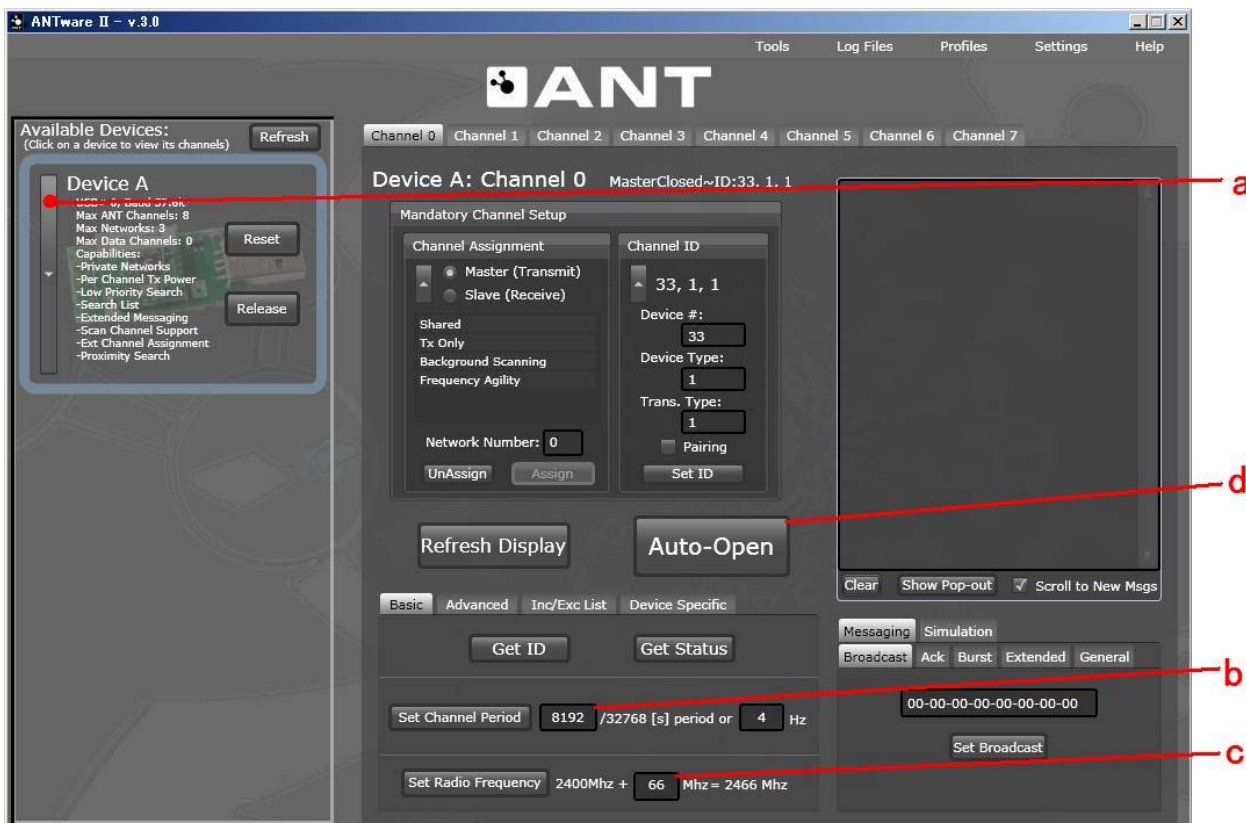 ANTware II - v.3.0
Tools Log Files Profiles Settings Help
ANT
Available Devices:
(Click on a device to view its channels)
Refresh
Device A
Max ANT Channels: 8
Max Networks: 3
Max Data Channels: 0
Capabilities:
-Private Networks
-Per Channel Tx Power
-Low Priority Search
-Search List
-Extended Messaging
-Scan Channel Support
-Ext Channel Assignment
-Proximity Search
Reset
Release
Channel 0 Channel 1 Channel 2 Channel 3 Channel 4 Channel 5 Channel 6 Channel 7
Device A: Channel 0 MasterClosed~ID:33, 1, 1
Mandatory Channel Setup
Channel Assignment
Master (Transmit)
Slave (Receive)
Shared
Tx Only
Background Scanning
Frequency Agility
Network Number: 0
UnAssign Assign
Channel ID
33, 1, 1
Device #:
33
Device Type:
1
Trans. Type:
1
Pairing
Set ID
Refresh Display Auto-Open
Basic Advanced Inc/Exc List Device Specific
Get ID Get Status
Set Channel Period 8192 /32768 [s] period or 4 Hz
Set Radio Frequency 2400Mhz + 66 Mhz= 2466 Mhz
Clear Show Pop-out Scroll to New Msgs
Messaging Simulation
Broadcast Ack Burst Extended General
00-00-00-00-00-00-00-00
Set Broadcast
a
d
b
c